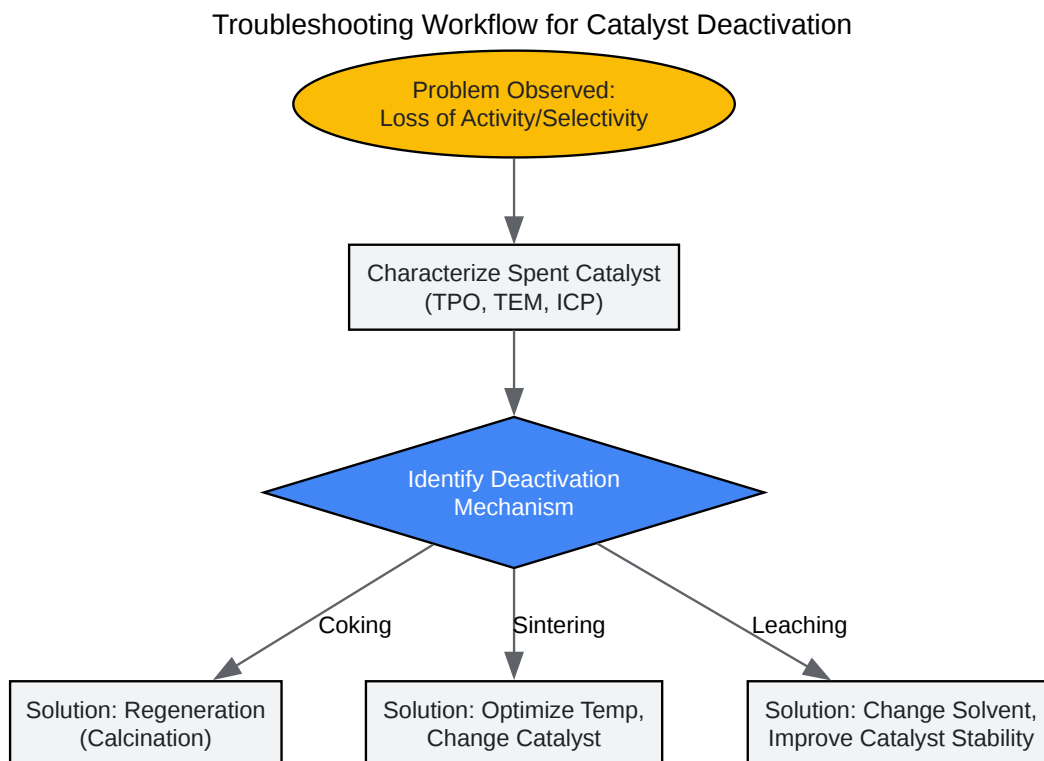 Troubleshooting Workflow for Catalyst Deactivation
Problem Observed:
Loss of Activity/Selectivity
Characterize Spent Catalyst
(TPO, TEM, ICP)
Identify Deactivation
Mechanism
Coking
Sintering
Leaching
Solution: Regeneration
(Calcination)
Solution: Optimize Temp,
Change Catalyst
Solution: Change Solvent,
Improve Catalyst Stability